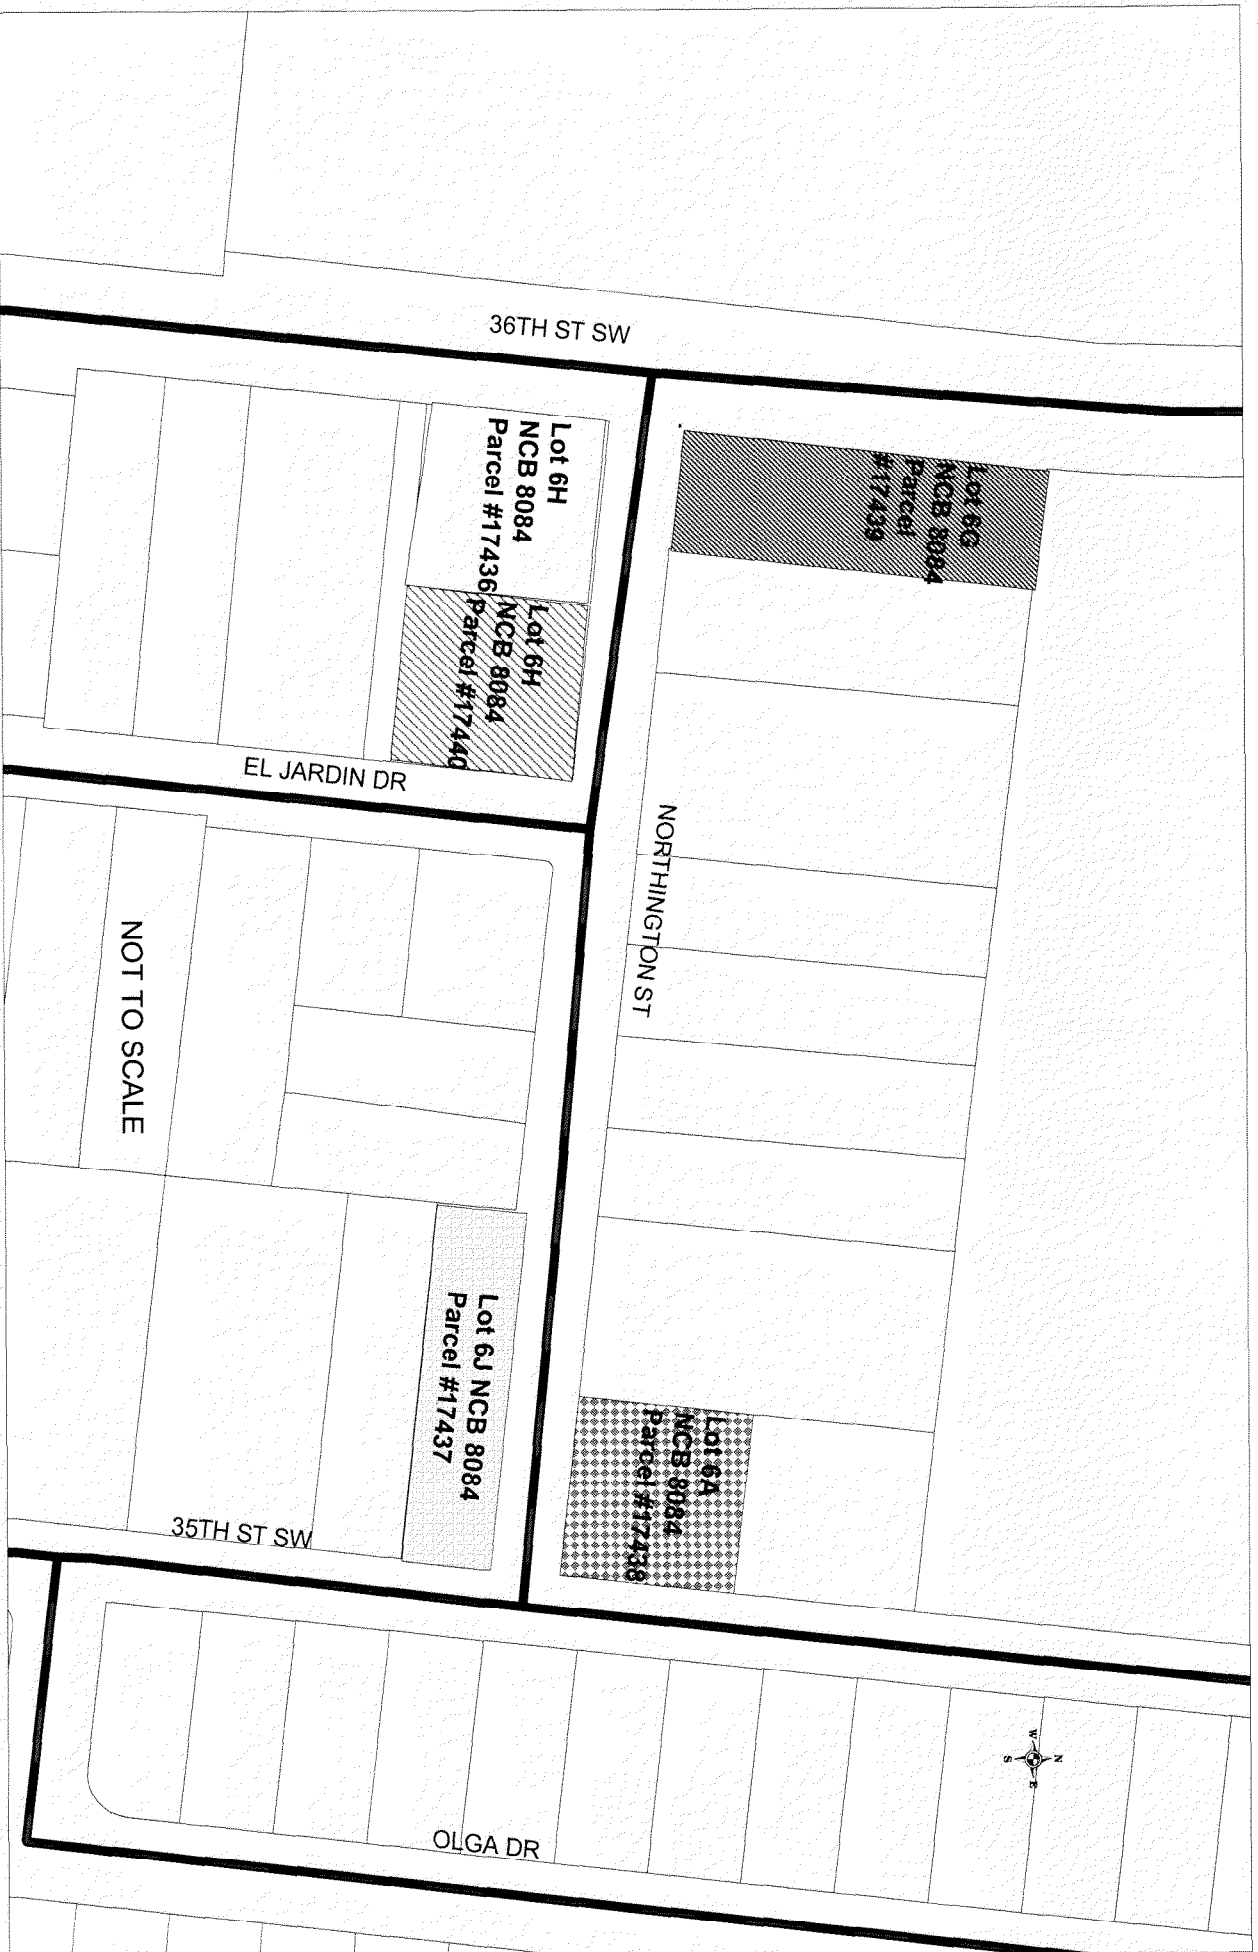 36TH ST SW
Lot 6H
NCB 8084
Parcel #17436
Lot 6G
NCB 8084
Parcel
#17439
Lot 6H
NCB 8084
Parcel #17440
EL JARDIN DR
NORTHINGTON ST
NOT TO SCALE
Lot 6J NCB 8084
Parcel #17437
Lot 6A
NCB 8084
Parcel #17438
35TH ST SW
N
W
E
S
OLGA DR